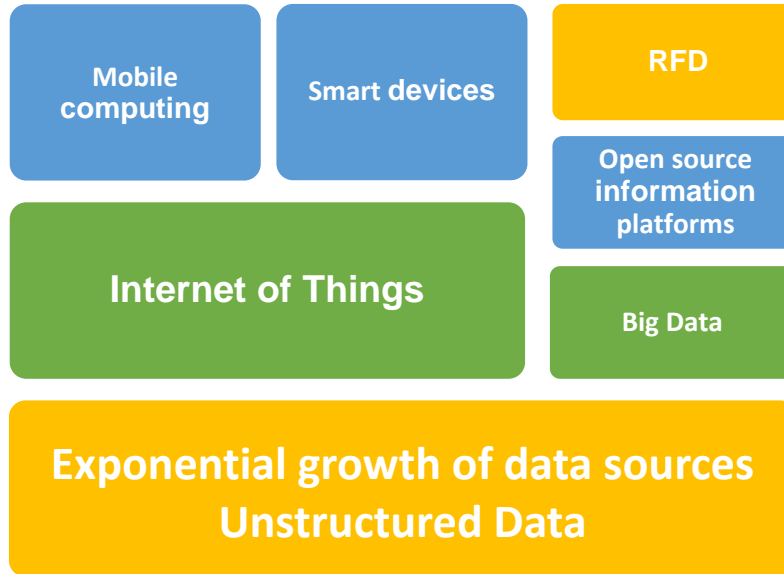 Mobile
computing
Smart devices
RFD
Open source
information
platforms
Internet of Things
Big Data
Exponential growth of data sources
Unstructured Data